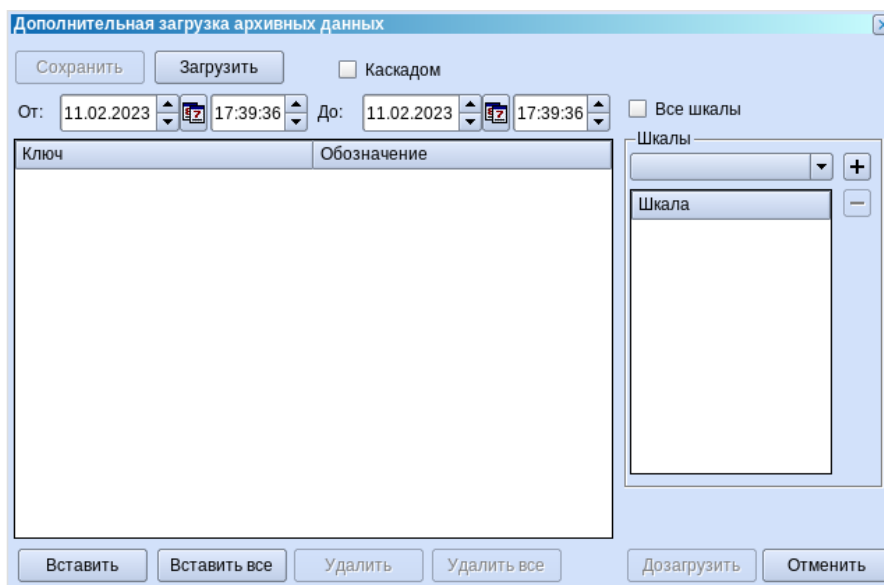 Дополнительная загрузка архивных данных
Сохранить Загрузить Каскадом
От: 11.02.2023 17:39:36 До: 11.02.2023 17:39:36 Все шкалы
Шкалы
Ключ Обозначение
Шкала
Вставить Вставить все Удалить Удалить все Дозагрузить Отменить